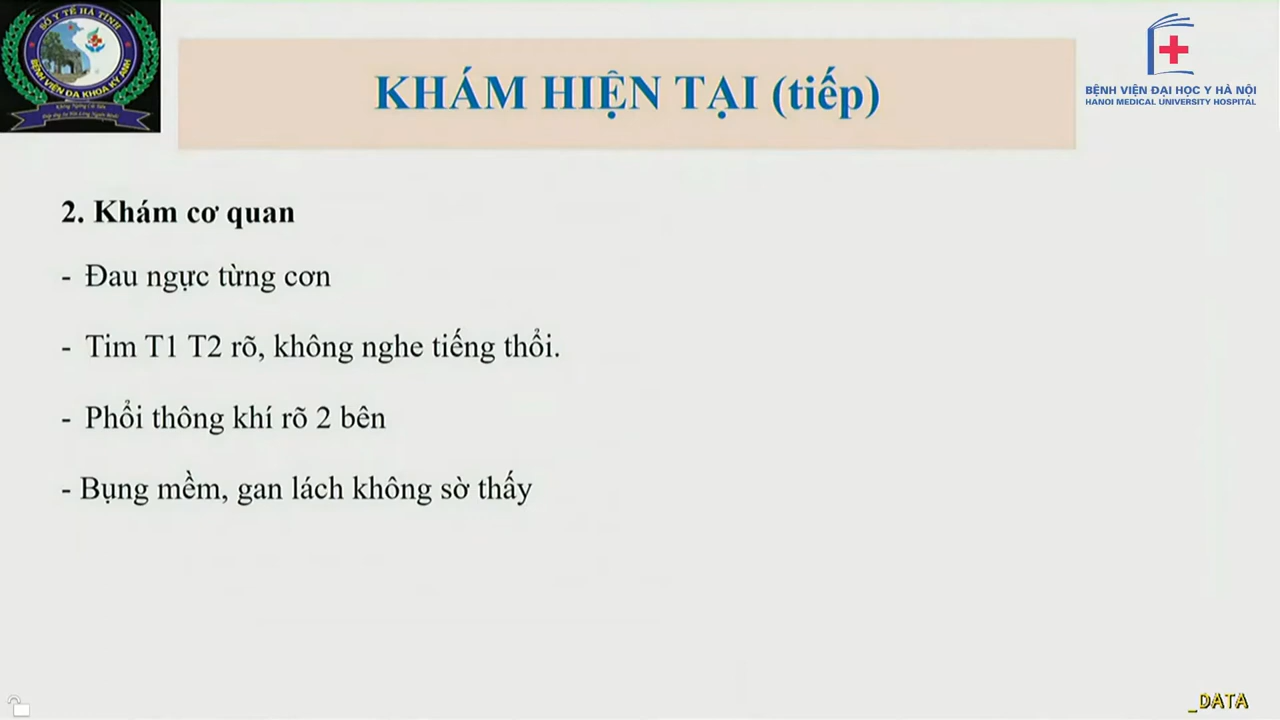 SỞ Y TẾ HÀ TĨNH
BỆNH VIỆN ĐA KHOA KỲ ANH
KHÁM HIỆN TẠI (tiếp)
BỆNH VIỆN ĐẠI HỌC Y HÀ NỘI
HANOI MEDICAL UNIVERSITY HOSPITAL
2. Khám cơ quan
- Đau ngực từng cơn
- Tim T1 T2 rõ, không nghe tiếng thổi.
- Phổi thông khí rõ 2 bên
- Bụng mềm, gan lách không sờ thấy
_DATA